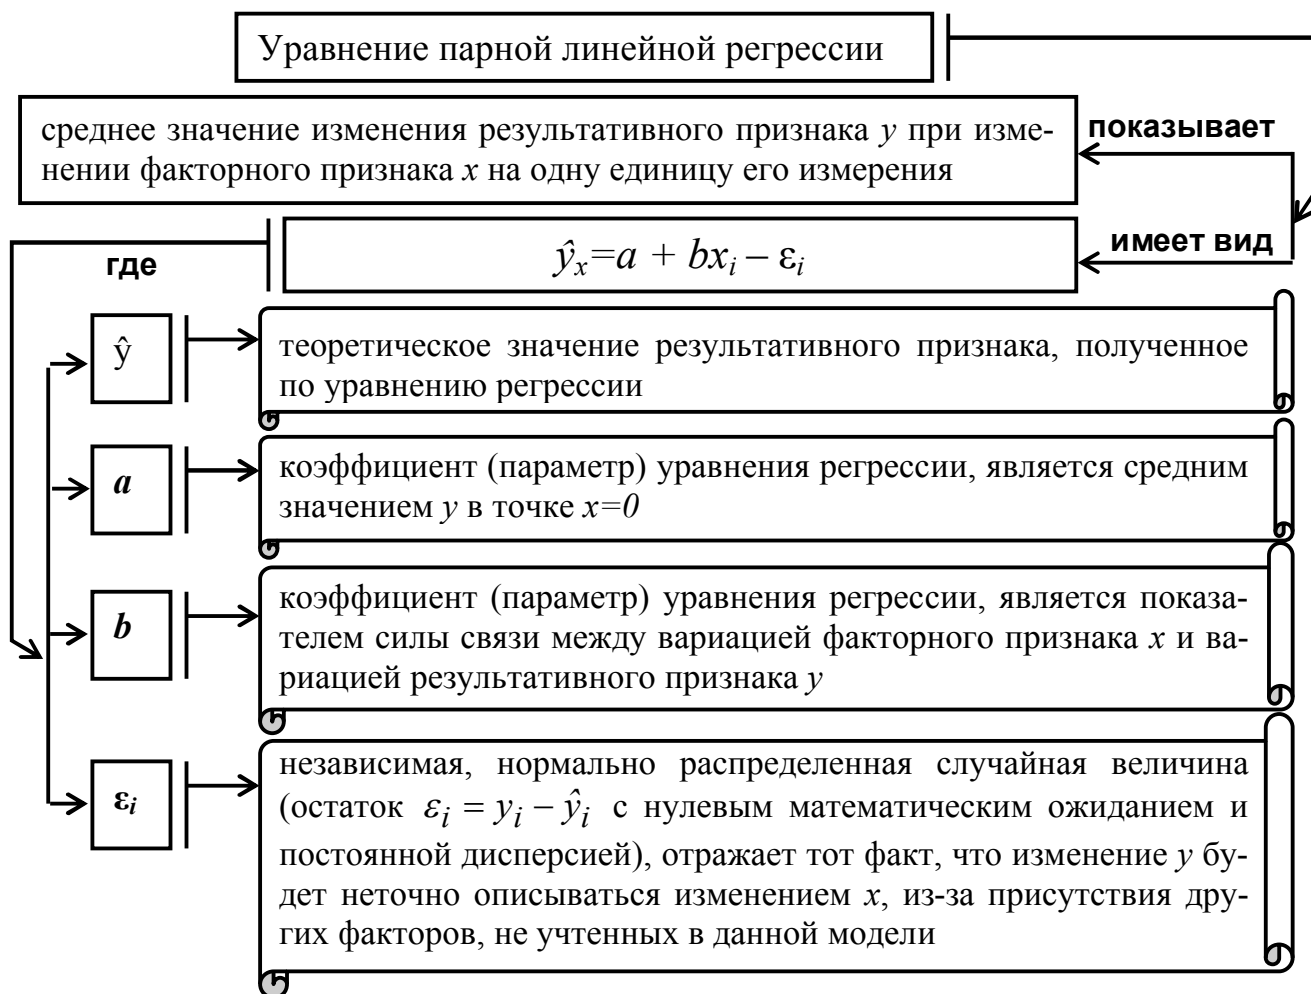 Уравнение парной линейной регрессии
среднее значение изменения результативного признака y при изме-
нении факторного признака x на одну единицу его измерения
показывает
имеет вид
ŷₓ=a + bxᵢ – εᵢ
где
ŷ
теоретическое значение результативного признака, полученное
по уравнению регрессии
a
коэффициент (параметр) уравнения регрессии, является средним
значением y в точке x=0
b
коэффициент (параметр) уравнения регрессии, является показа-
телем силы связи между вариацией факторного признака x и ва-
риацией результативного признака y
εᵢ
независимая, нормально распределенная случайная величина
(остаток εᵢ = yᵢ − ŷᵢ с нулевым математическим ожиданием и
постоянной дисперсией), отражает тот факт, что изменение y бу-
дет неточно описываться изменением x, из-за присутствия дру-
гих факторов, не учтенных в данной модели